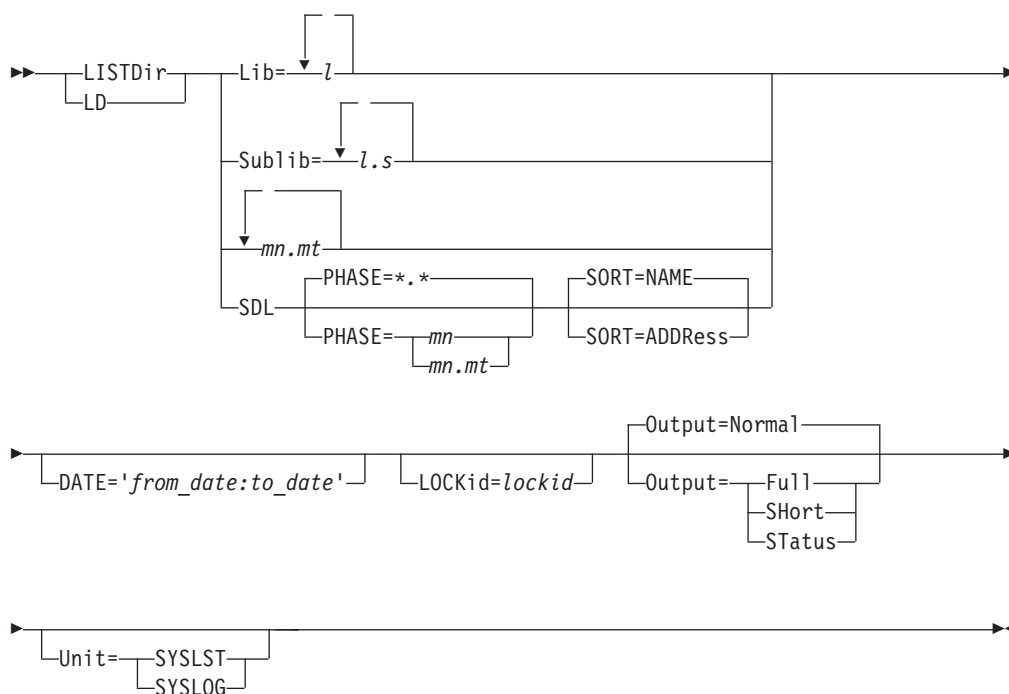 LISTDir Lib= l
LD
Sublib= l.s
mn.mt
PHASE=*.* SORT=NAME
SDL
PHASE= mn SORT=ADDRess
mn.mt
Output=Normal
DATE='from_date:to_date' LOCKid=lockid Output= Full
SHort
STatus
Unit= SYSLST
SYSLOG